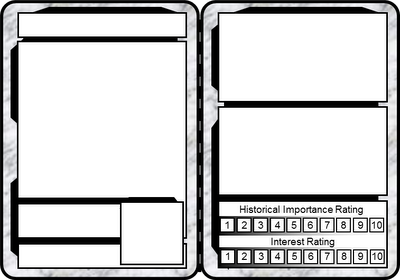 Historical Importance Rating
1 2 3 4 5 6 7 8 9 10
Interest Rating
1 2 3 4 5 6 7 8 9 10